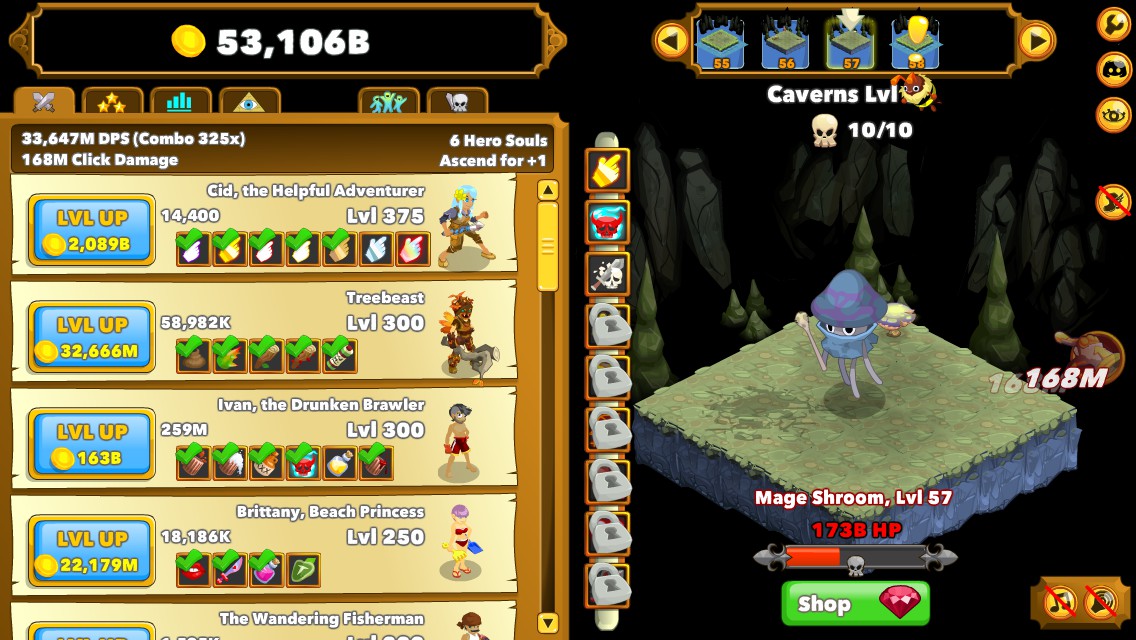 53,106B
55 56 57 58
Caverns Lvl
10/10
33,647M DPS (Combo 325x)
168M Click Damage
6 Hero Souls
Ascend for +1
Cid, the Helpful Adventurer
LVL UP
14,400
Lvl 375
2,089B
Treebeast
LVL UP
58,982K
Lvl 300
32,666M
Ivan, the Drunken Brawler
LVL UP
259M
Lvl 300
163B
Brittany, Beach Princess
LVL UP
18,186K
Lvl 250
22,179M
The Wandering Fisherman
168M
Mage Shroom, Lvl 57
173B HP
Shop